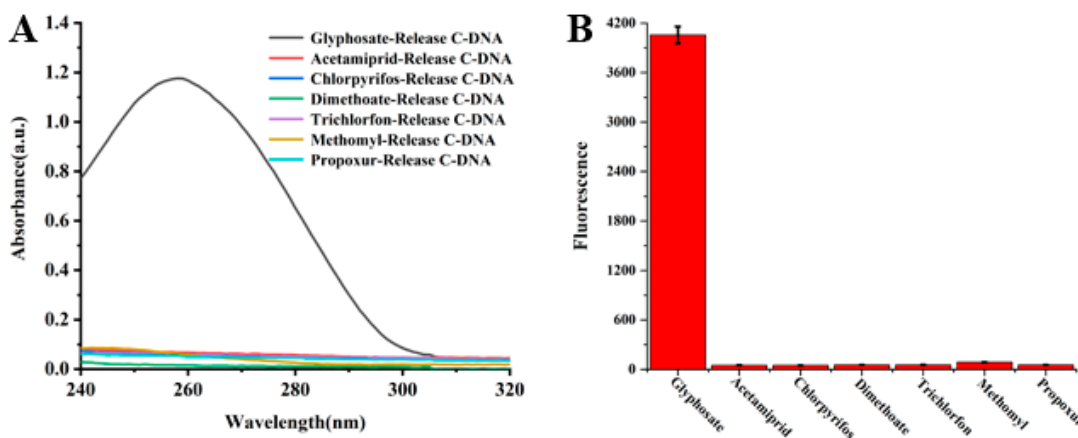 A
1.4
1.2
1.0
0.8
0.6
0.4
0.2
0.0
Absorbance(a.u.)
Glyphosate-Release C-DNA
Acetamiprid-Release C-DNA
Chlorpyrifos-Release C-DNA
Dimethoate-Release C-DNA
Trichlorfon-Release C-DNA
Methomyl-Release C-DNA
Propoxur-Release C-DNA
240
260
280
300
320
Wavelength(nm)
B
4200
3600
3000
2400
1800
1200
600
0
Fluorescence
Glyphosate
Acetamiprid
Chlorpyrifos
Dimethoate
Trichlorfon
Methomyl
Propoxur